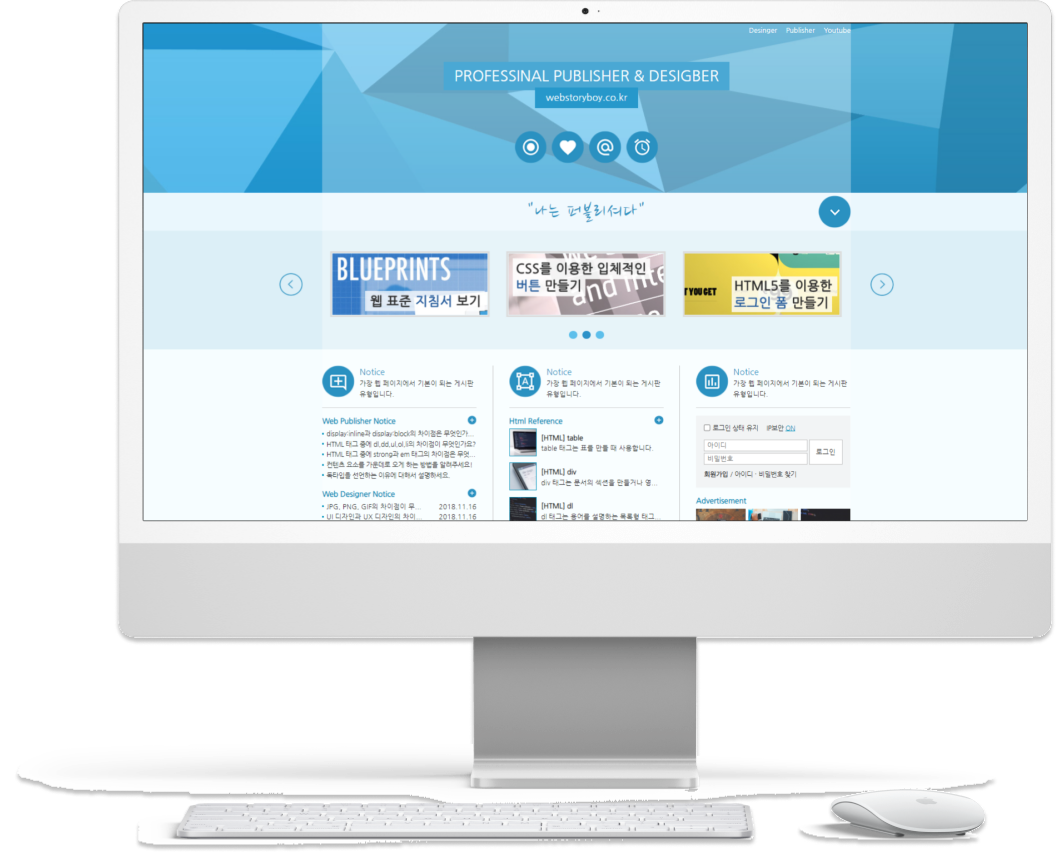 Desinger Publisher Youtube
PROFESSINAL PUBLISHER & DESIGBER
webstoryboy.co.kr
"나는 퍼블리셔다"
BLUEPRINTS
웹 표준 지침서 보기
CSS를 이용한 입체적인
버튼 만들기
and inte
T YOU GET
HTML5를 이용한
로그인 폼 만들기
Notice
가장 웹 페이지에서 기본이 되는 게시판
유형입니다.
Web Publisher Notice
display:inline과 display:block의 차이점은 무엇인가...
HTML 태그 중에 dl,dd,ul,ol,li의 차이점이 무엇인가요?
HTML 태그 중에 strong과 em 태그의 차이점은 무엇...
컨텐츠 요소를 가운데로 오게 하는 방법을 알려주세요!
독타입을 선언하는 이유에 대해서 설명하세요.
Web Designer Notice
JPG, PNG, GIF의 차이점이 무... 2018.11.16
UI 디자인과 UX 디자인의 차이... 2018.11.16
Notice
가장 웹 페이지에서 기본이 되는 게시판
유형입니다.
Html Reference
[HTML] table
table 태그는 표를 만들 때 사용합니다.
[HTML] div
div 태그는 문서의 섹션을 만들거나 영...
[HTML] dl
dl 태그는 용어를 설명하는 목록형 태그...
Notice
가장 웹 페이지에서 기본이 되는 게시판
유형입니다.
로그인 상태 유지 IP보안 ON
아이디
비밀번호
로그인
회원가입 / 아이디 · 비밀번호 찾기
Advertisement